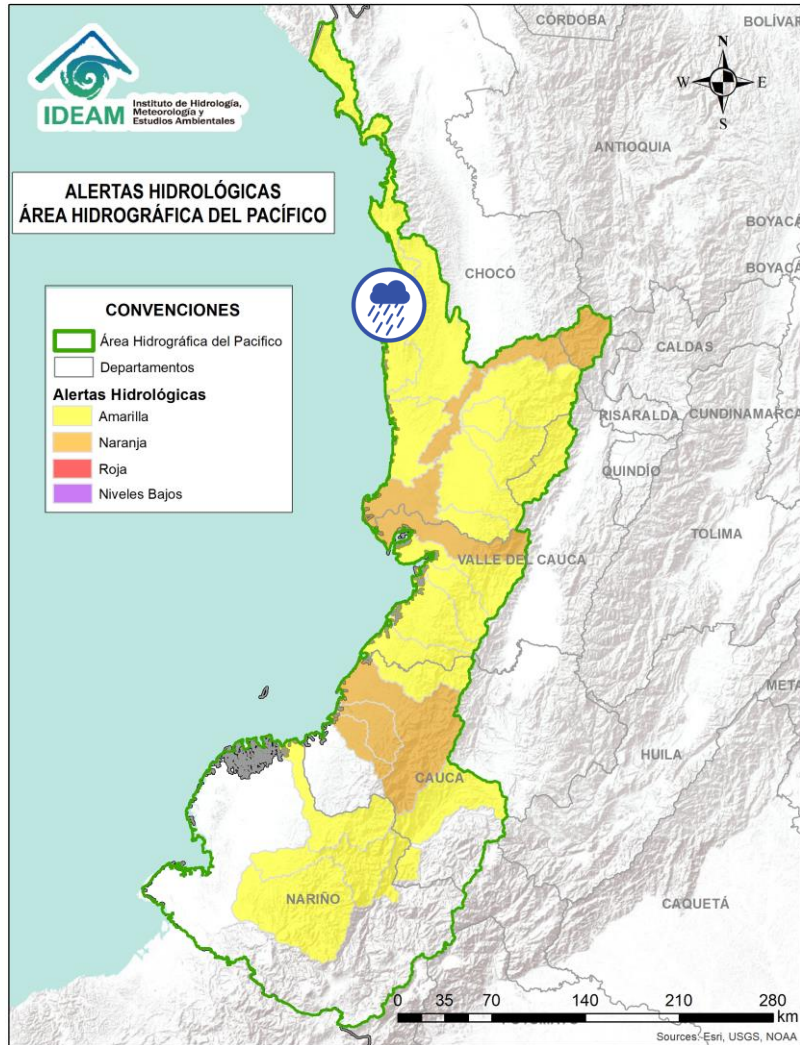 CÓRDOBA
BOLÍVAR
N
W
E
S
IDEAM
Instituto de Hidrología,
Meteorología y
Estudios Ambientales
ANTIOQUIA
ALERTAS HIDROLÓGICAS
ÁREA HIDROGRÁFICA DEL PACÍFICO
BOYACÁ
BOYACÁ
CHOCÓ
CONVENCIONES
Área Hidrográfica del Pacifico
Departamentos
Alertas Hidrológicas
Amarilla
Naranja
Roja
Niveles Bajos
CALDAS
RISARALDA
CUNDINAMARCA
QUINDÍO
TOLIMA
VALLE DEL CAUCA
META
HUILA
CAUCA
NARIÑO
CAQUETÁ
0 35 70 140 210 280
km
Sources: Esri, USGS, NOAA